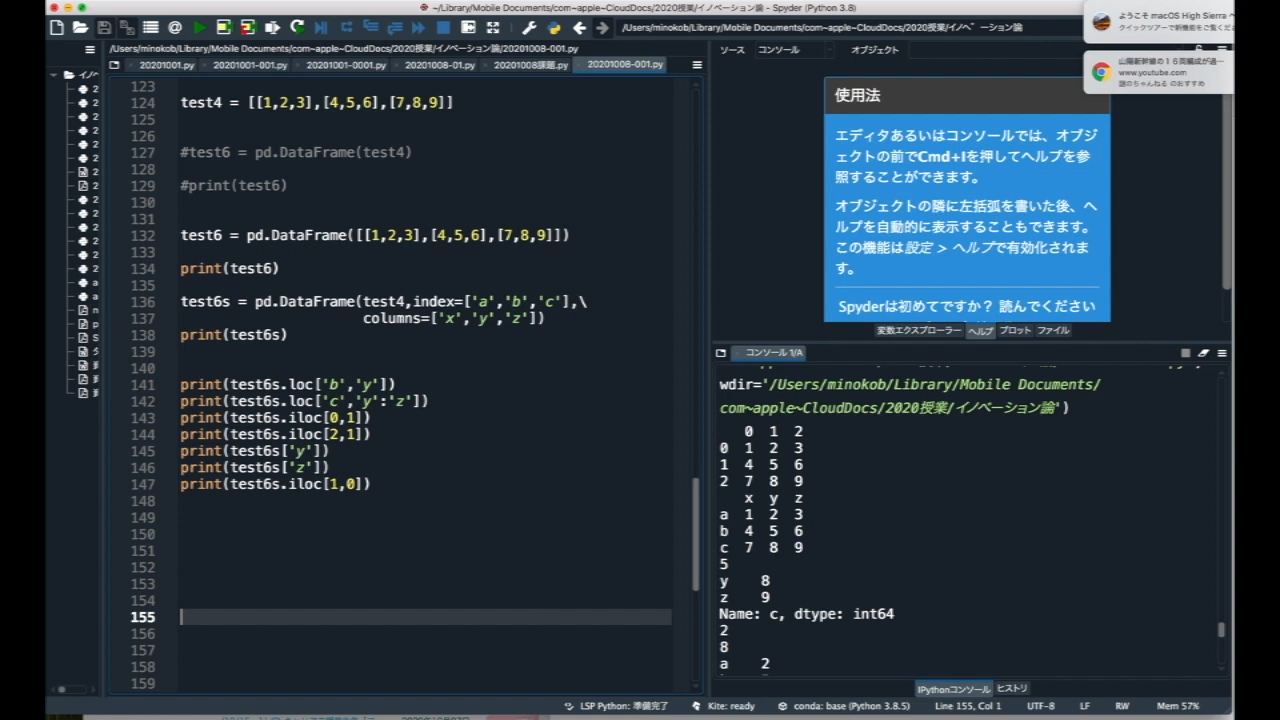 ~/Library/Mobile Documents/com~apple~CloudDocs/2020授業/イノベーション論 - Spyder (Python 3.8)
/Users/minokob/Library/Mobile Documents/com~apple~CloudDocs/2020授業/イノベーション論
ようこそ macOS High Sierra へ
山陽新幹線の16両編成が過…
www.youtube.com
謎のちゃんねる のおすすめ
/Users/minokob/Library/Mobile Documents/com~apple~CloudDocs/2020授業/イノベーション論/20201008-001.py
20201001.py
20201001-001.py
20201001-0001.py
20201008-01.py
20201008課題.py
20201008-001.py
ソース コンソール オブジェクト
123
124 test4 = [[1,2,3],[4,5,6],[7,8,9]]
125
126
127 #test6 = pd.DataFrame(test4)
128
129 #print(test6)
130
131
132 test6 = pd.DataFrame([[1,2,3],[4,5,6],[7,8,9]])
133
134 print(test6)
135
136 test6s = pd.DataFrame(test4,index=['a','b','c'],\
137 columns=['x','y','z'])
138 print(test6s)
139
140
141 print(test6s.loc['b','y'])
142 print(test6s.loc['c','y':'z'])
143 print(test6s.iloc[0,1])
144 print(test6s.iloc[2,1])
145 print(test6s['y'])
146 print(test6s['z'])
147 print(test6s.iloc[1,0])
148
149
150
151
152
153
154
155
156
157
158
159
使用法
エディタあるいはコンソールでは、オブジ
ェクトの前でCmd+Iを押してヘルプを参
照することができます。
オブジェクトの隣に左括弧を書いた後、ヘ
ルプを自動的に表示することもできます。
この機能は設定 > ヘルプで有効化されま
す。
Spyderは初めてですか？ 読んでください
変数エクスプローラー ヘルプ プロット ファイル
コンソール 1/A
wdir='/Users/minokob/Library/Mobile Documents/
com~apple~CloudDocs/2020授業/イノベーション論')
0 1 2
0 1 2 3
1 4 5 6
2 7 8 9
x y z
a 1 2 3
b 4 5 6
c 7 8 9
5
y 8
z 9
Name: c, dtype: int64
2
8
a 2
IPythonコンソール ヒストリ
LSP Python: 準備完了 Kite: ready conda: base (Python 3.8.5) Line 155, Col 1 UTF-8 LF RW Mem 57%